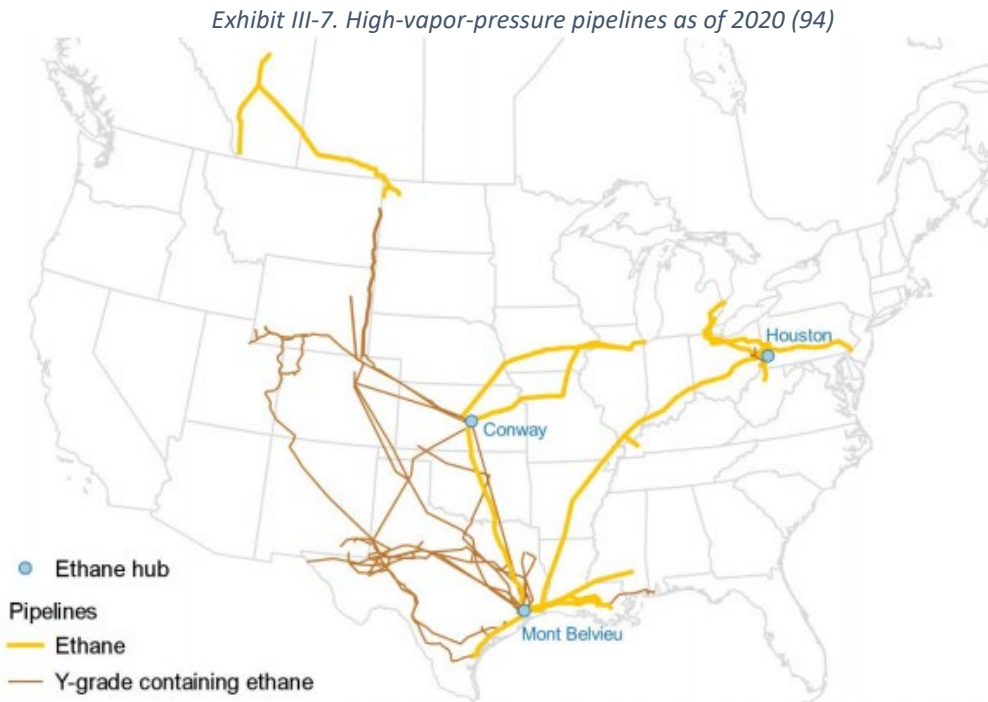 Exhibit III-7. High-vapor-pressure pipelines as of 2020 (94)
Houston
Conway
Ethane hub
Pipelines
Mont Belvieu
Ethane
Y-grade containing ethane